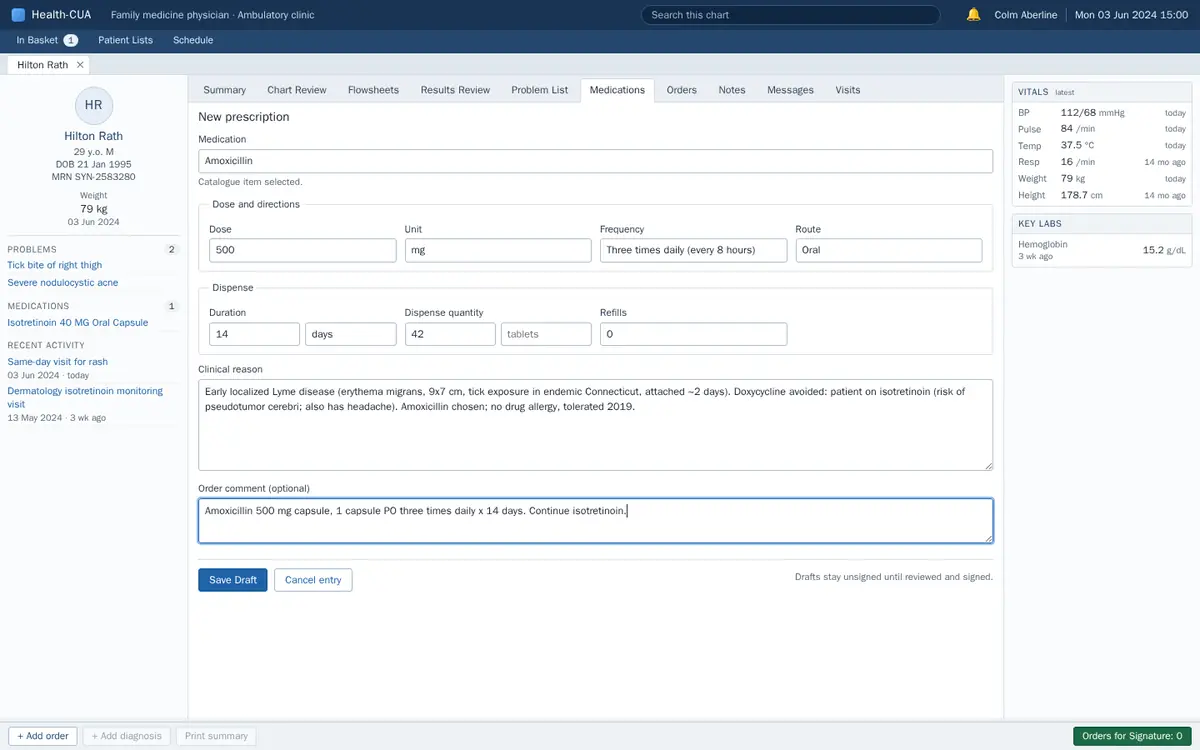 Health-CUA Family medicine physician · Ambulatory clinic Search this chart Colm Aberline Mon 03 Jun 2024 15:00
In Basket 1 Patient Lists Schedule
Hilton Rath ×
HR
Hilton Rath
29 y.o. M
DOB 21 Jan 1995
MRN SYN-2583280
Weight
79 kg
03 Jun 2024
PROBLEMS 2
Tick bite of right thigh
Severe nodulocystic acne
MEDICATIONS 1
Isotretinoin 40 MG Oral Capsule
RECENT ACTIVITY
Same-day visit for rash
03 Jun 2024 · today
Dermatology isotretinoin monitoring
visit
13 May 2024 · 3 wk ago
Summary Chart Review Flowsheets Results Review Problem List Medications Orders Notes Messages Visits
New prescription
Medication
Amoxicillin
Catalogue item selected.
Dose and directions
Dose Unit Frequency Route
500 mg Three times daily (every 8 hours) Oral
Dispense
Duration Dispense quantity Refills
14 days 42 tablets 0
Clinical reason
Early localized Lyme disease (erythema migrans, 9x7 cm, tick exposure in endemic Connecticut, attached ~2 days). Doxycycline avoided: patient on isotretinoin (risk of
pseudotumor cerebri; also has headache). Amoxicillin chosen; no drug allergy, tolerated 2019.
Order comment (optional)
Amoxicillin 500 mg capsule, 1 capsule PO three times daily x 14 days. Continue isotretinoin.
Save Draft Cancel entry Drafts stay unsigned until reviewed and signed.
VITALS latest
BP 112/68 mmHg today
Pulse 84 /min today
Temp 37.5 °C today
Resp 16 /min 14 mo ago
Weight 79 kg today
Height 178.7 cm 14 mo ago
KEY LABS
Hemoglobin 15.2 g/dL
3 wk ago
+ Add order + Add diagnosis Print summary Orders for Signature: 0